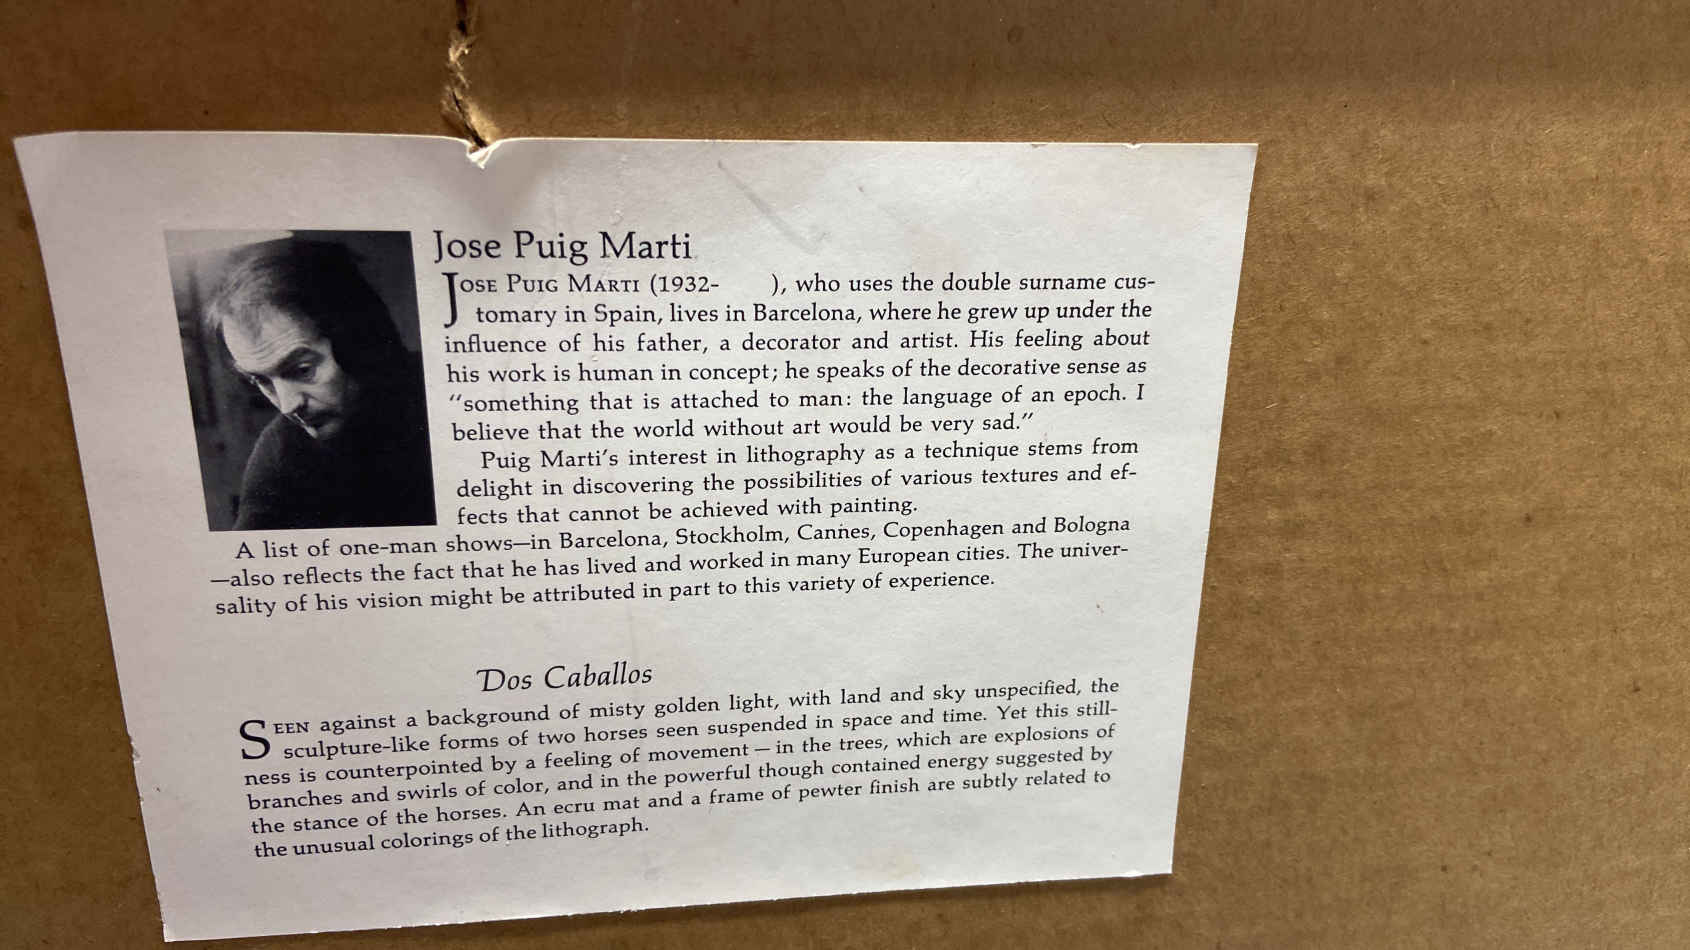 Jose Puig Marti
JOSE PUIG MARTI (1932-        ), who uses the double surname cus-
tomary in Spain, lives in Barcelona, where he grew up under the
influence of his father, a decorator and artist. His feeling about
his work is human in concept; he speaks of the decorative sense as
“something that is attached to man: the language of an epoch. I
believe that the world without art would be very sad.”
Puig Marti’s interest in lithography as a technique stems from
delight in discovering the possibilities of various textures and ef-
fects that cannot be achieved with painting.
A list of one-man shows—in Barcelona, Stockholm, Cannes, Copenhagen and Bologna
—also reflects the fact that he has lived and worked in many European cities. The univer-
sality of his vision might be attributed in part to this variety of experience.
Dos Caballos
SEEN against a background of misty golden light, with land and sky unspecified, the
sculpture-like forms of two horses seen suspended in space and time. Yet this still-
ness is counterpointed by a feeling of movement — in the trees, which are explosions of
branches and swirls of color, and in the powerful though contained energy suggested by
the stance of the horses. An ecru mat and a frame of pewter finish are subtly related to
the unusual colorings of the lithograph.